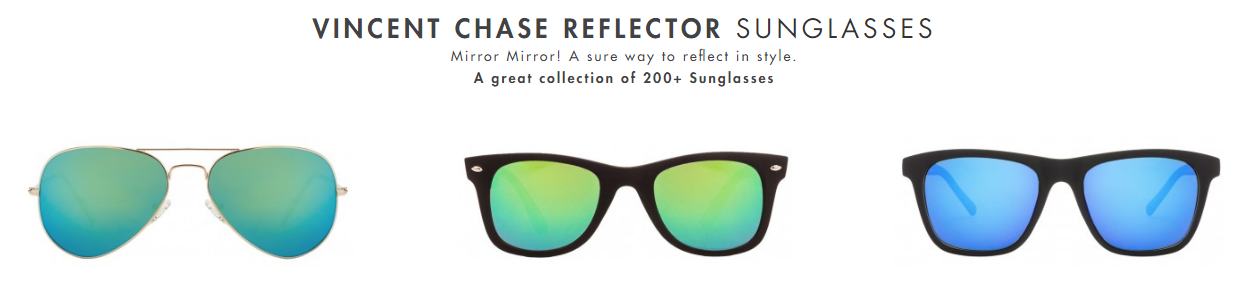 VINCENT CHASE REFLECTOR SUNGLASSES
Mirror Mirror! A sure way to reflect in style.
A great collection of 200+ Sunglasses